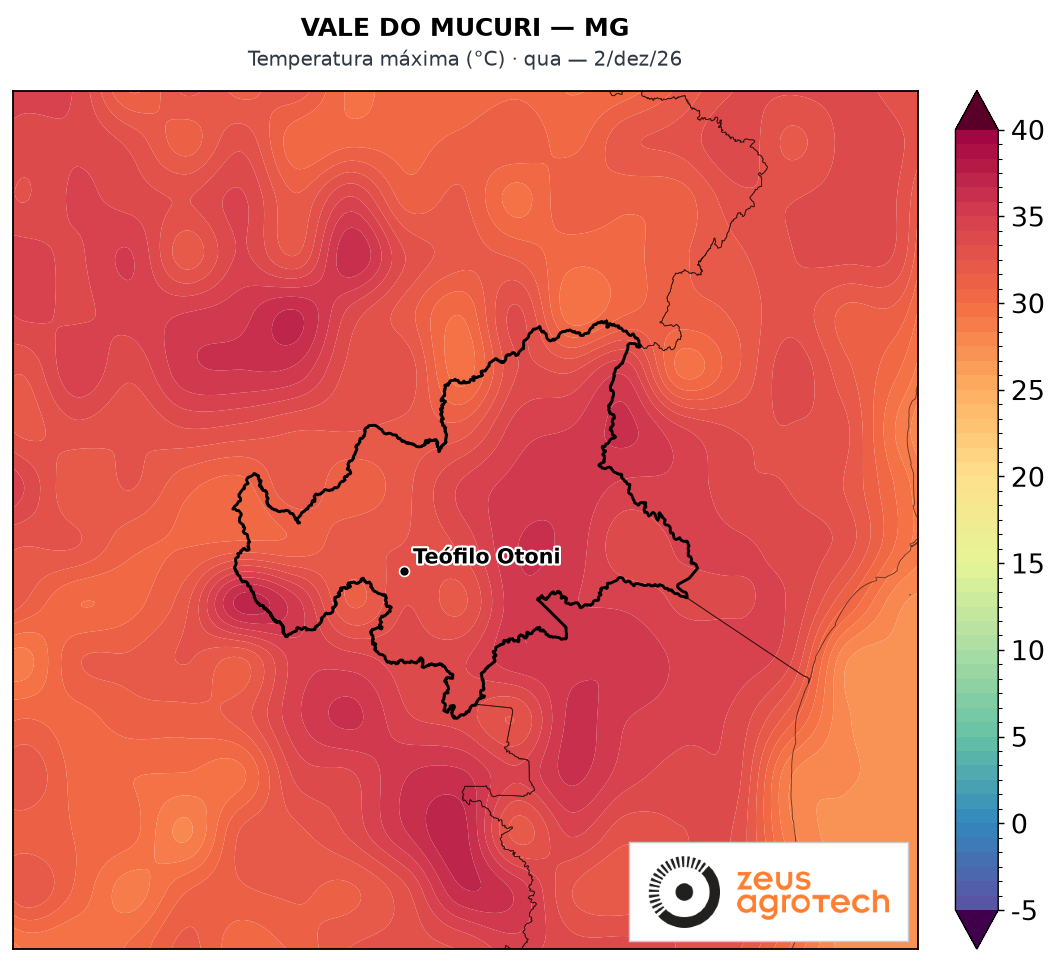 VALE DO MUCURI — MG
Temperatura máxima (°C) · qua — 2/dez/26
40
35
30
25
20
15
10
5
0
-5
Teófilo Otoni
zeus
agrotech